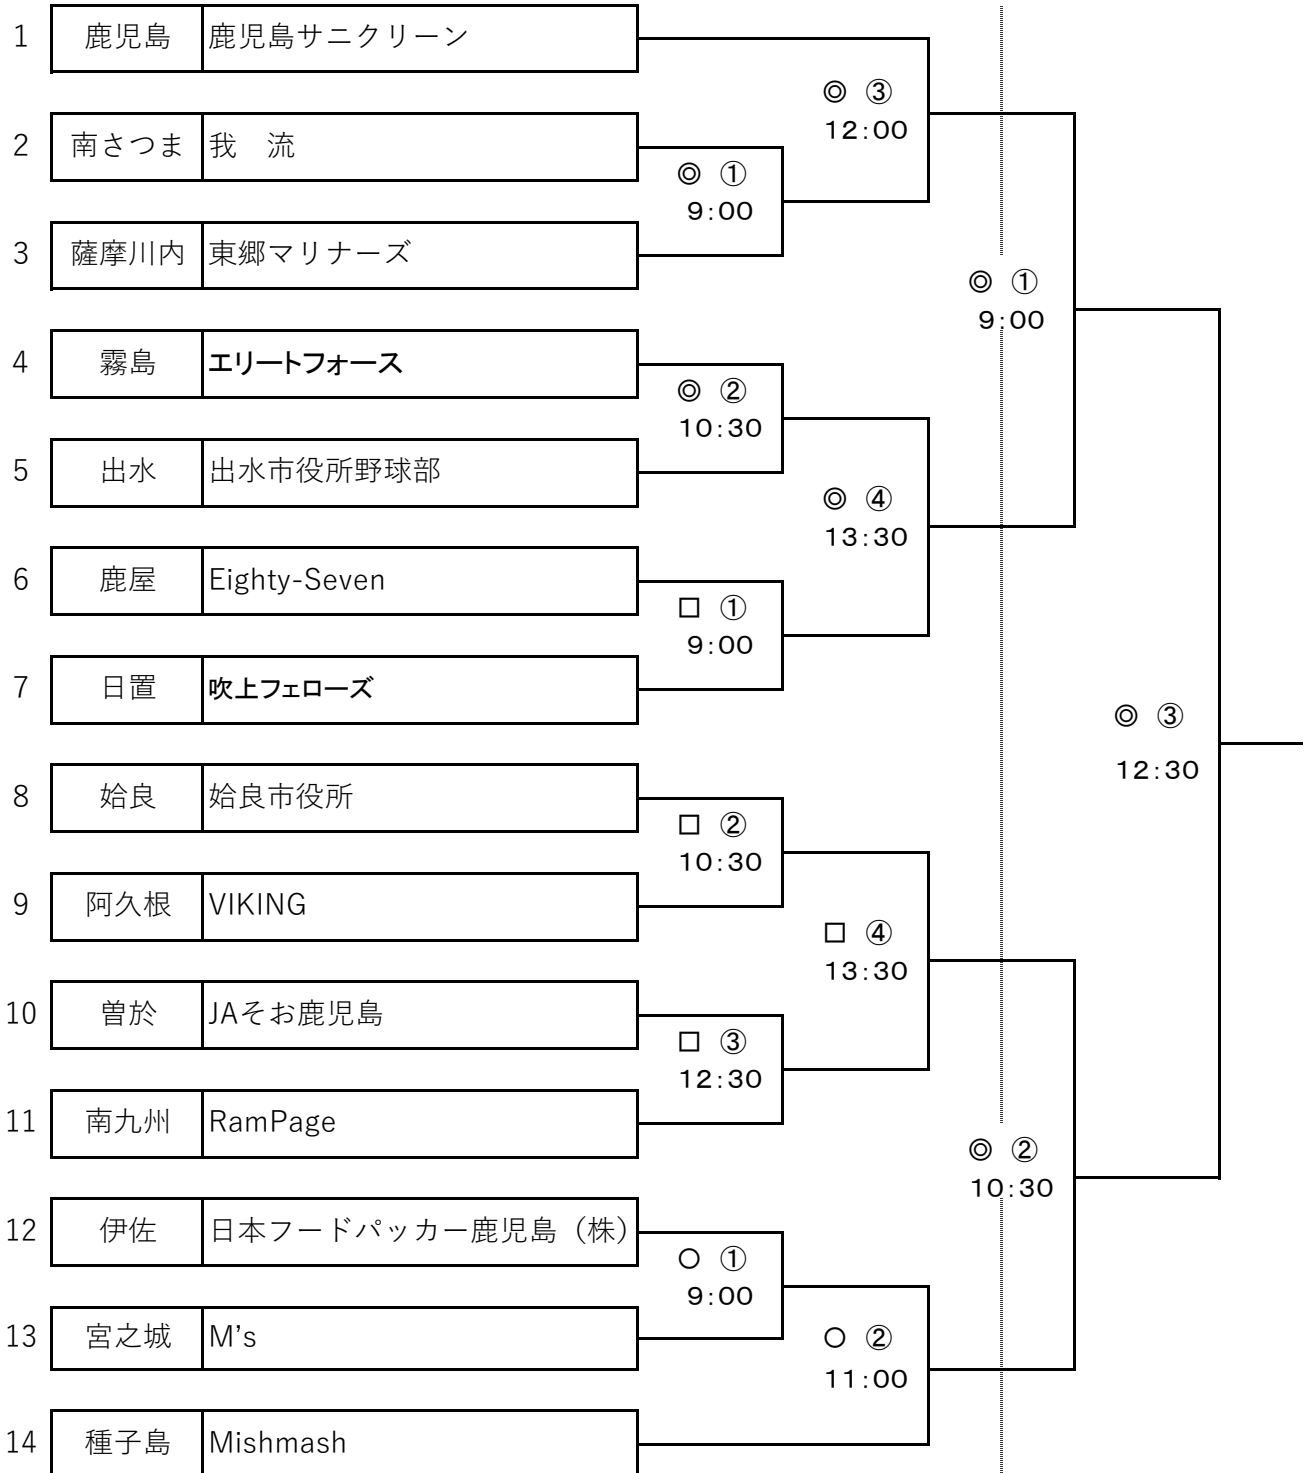 1 鹿児島 鹿児島サニクリーン
◎ ③
12:00
2 南さつま 我　流
◎ ①
9:00
3 薩摩川内 東郷マリナーズ
◎ ①
9:00
4 霧島 エリートフォース
◎ ②
10:30
5 出水 出水市役所野球部
◎ ④
13:30
6 鹿屋 Eighty-Seven
□ ①
9:00
7 日置 吹上フェローズ
◎ ③
12:30
8 姶良 姶良市役所
□ ②
10:30
9 阿久根 VIKING
□ ④
13:30
10 曽於 JAそお鹿児島
□ ③
12:30
11 南九州 RamPage
◎ ②
10:30
12 伊佐 日本フードパッカー鹿児島（株）
○ ①
9:00
13 宮之城 M’s
○ ②
11:00
14 種子島 Mishmash